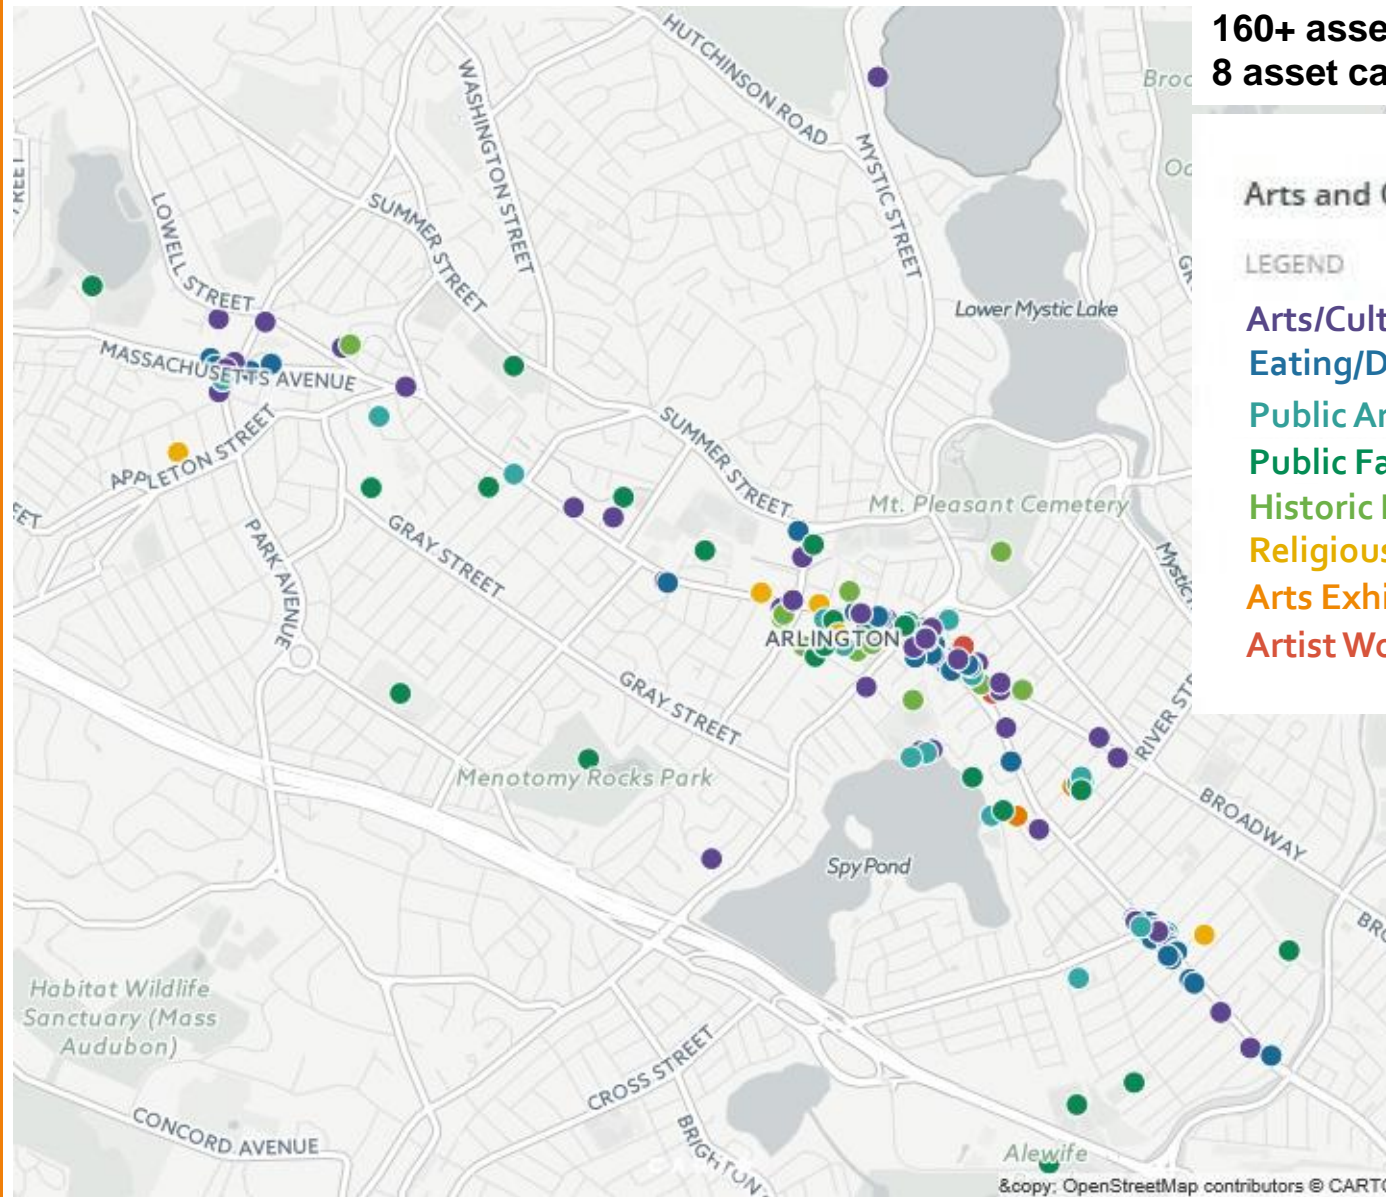 160+ asse
8 asset ca
Arts and
LEGEND
Arts/Cult
Eating/D
Public Ar
Public Fa
Historic
Religious
Arts Exhi
Artist Wo
HUTCHINSON ROAD
WASHINGTON STREET
MYSTIC STREET
SUMMER STREET
LOWELL STREET
Lower Mystic Lake
MASSACHUSETTS AVENUE
APPLETON STREET
SUMMER STREET
Mt. Pleasant Cemetery
PARK AVENUE
GRAY STREET
Mystic
ARLINGTON
GRAY STREET
RIVER STR
Menotomy Rocks Park
BROADWAY
Spy Pond
Habitat Wildlife
Sanctuary (Mass
Audubon)
CROSS STREET
CONCORD AVENUE
BRIGHTON
Alewife
&copy; OpenStreetMap contributors © CARTO